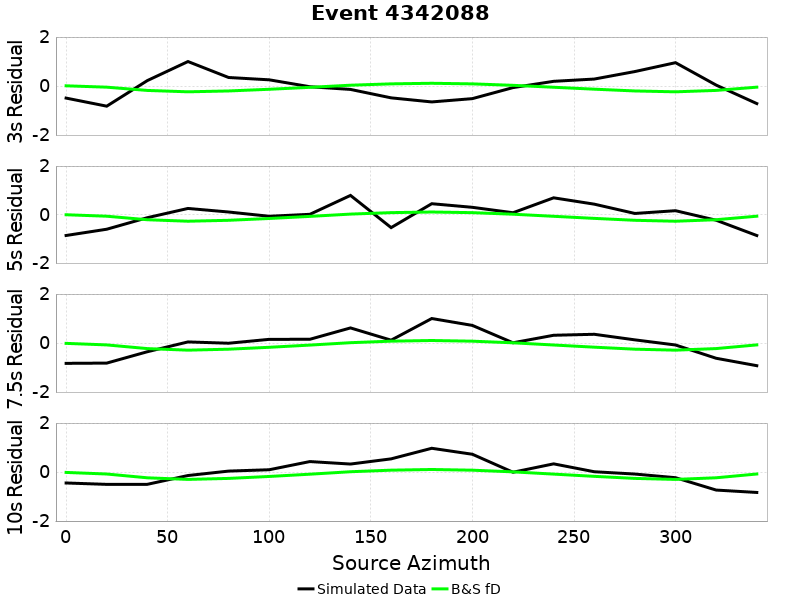 Event 4342088
3s Residual
2
0
-2
5s Residual
2
0
-2
7.5s Residual
2
0
-2
10s Residual
2
0
-2
0 50 100 150 200 250 300
Source Azimuth
Simulated Data B&S fD